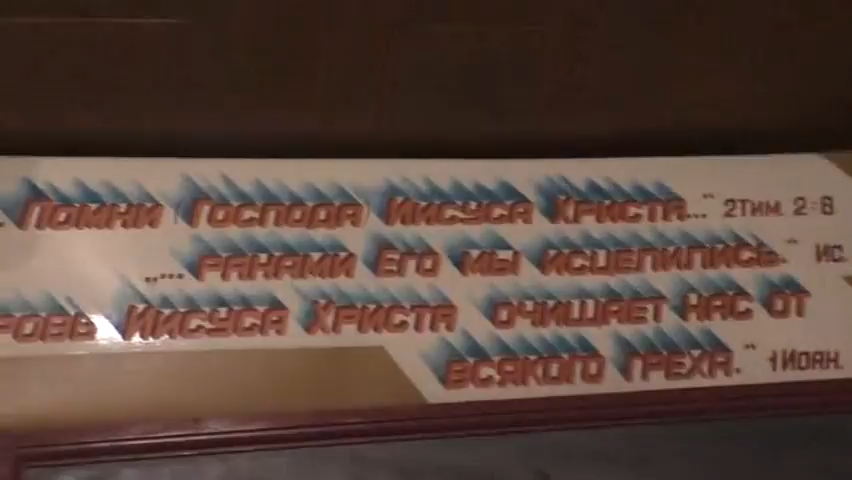 Помни (Господа) Иисуса Христа..." 2Тим. 2:8
„... ранами Его мы исцелились." Ис.
ровь Иисуса Христа очищает нас от
всякого греха." 1Иоан.